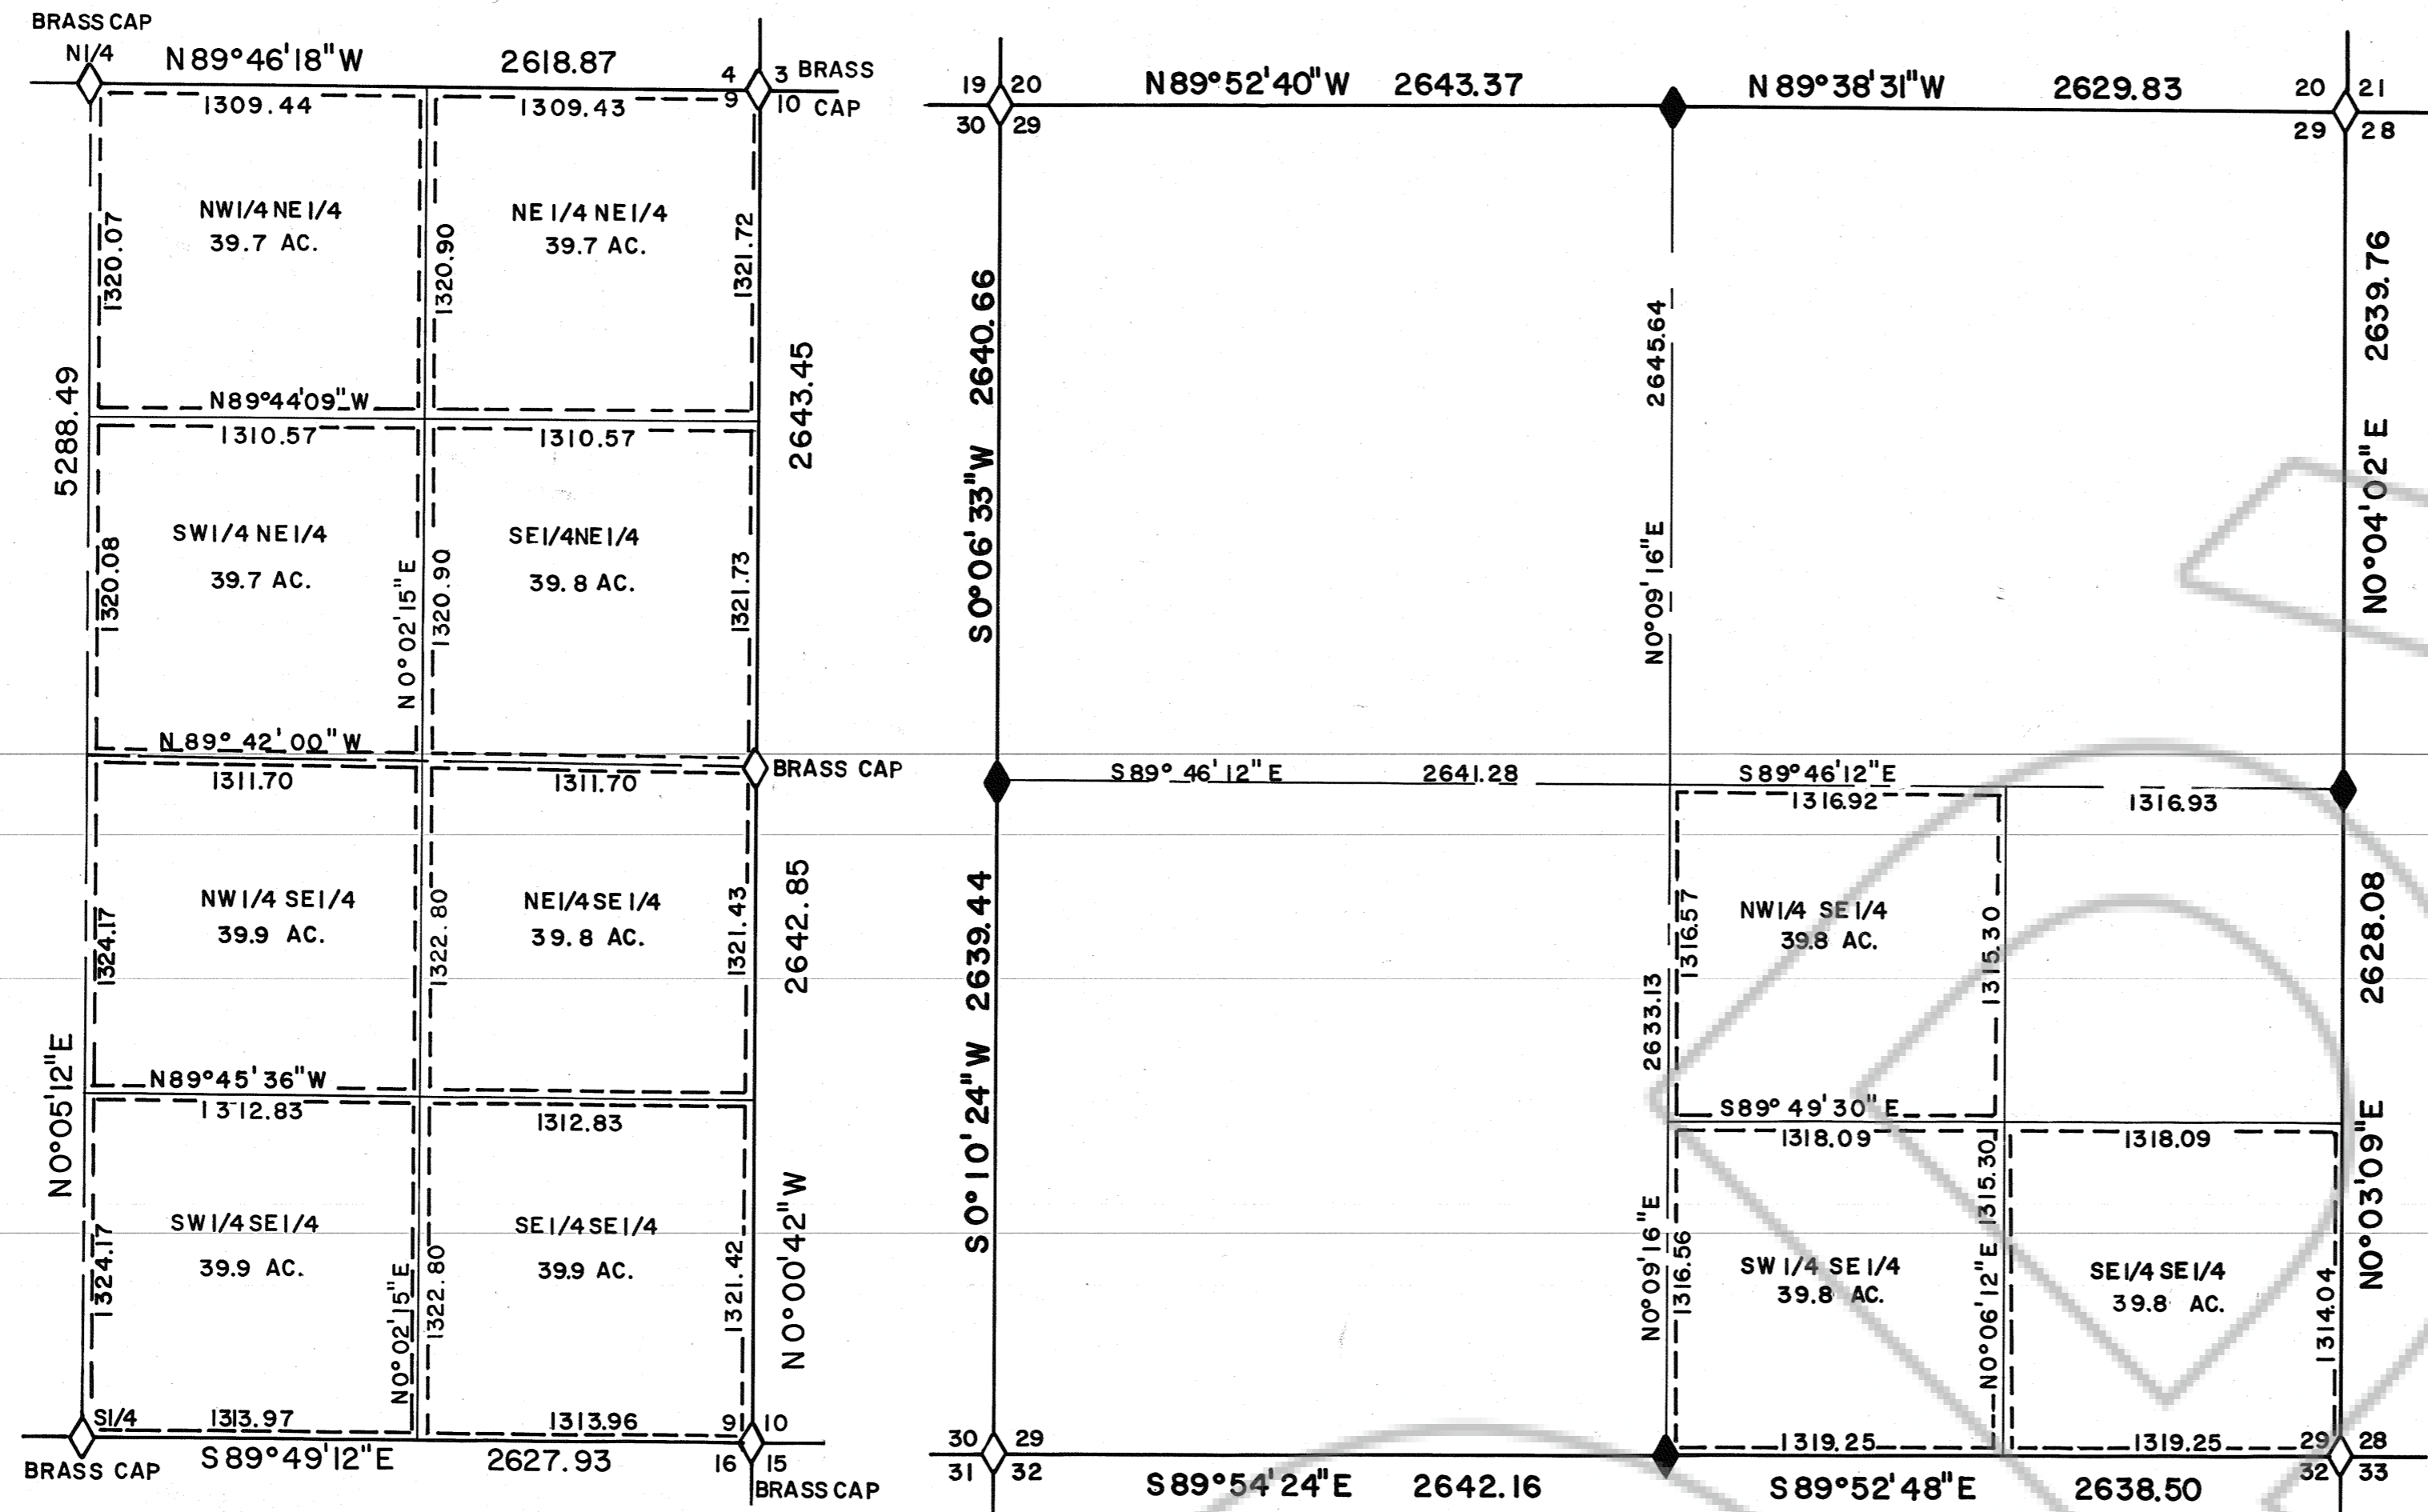 BRASS CAP
N1/4
N89°46'18"W 2618.87
4 3 BRASS
9 10 CAP
1309.44
1309.43
NW1/4 NE1/4
39.7 AC.
NE1/4 NE1/4
39.7 AC.
1320.07
1320.90
1321.72
N89°44'09"W
1310.57
1310.57
5288.49
2643.45
SW1/4 NE1/4
39.7 AC.
SE1/4NE1/4
39.8 AC.
1320.08
N0°02'15"E
1320.90
1321.73
N89°42'00"W
BRASS CAP
1311.70
1311.70
NW1/4 SE1/4
39.9 AC.
NE1/4 SE1/4
39.8 AC.
1324.17
1322.80
1321.43
2642.85
N89°45'36"W
1312.83
1312.83
N0°05'12"E
N0°00'42"W
SW1/4 SE1/4
39.9 AC.
SE1/4 SE1/4
39.9 AC.
1324.17
N0°02'15"E
1322.80
1321.42
S1/4
1313.97
1313.96
9 10
16 15
S89°49'12"E 2627.93
BRASS CAP
BRASS CAP
19 20
30 29
N89°52'40"W 2643.37
N89°38'31"W 2629.83
20 21
29 28
S0°06'33"W 2640.66
2645.64
N0°09'16"E
N0°04'02"E 2639.76
S89°46'12"E 2641.28
S89°46'12"E
1316.92
1316.93
NW1/4 SE1/4
39.8 AC.
1316.57
1315.30
2633.13
S0°10'24"W 2639.44
2628.08
N0°03'09"E
S89°49'30"E
1318.09
1318.09
SW1/4 SE1/4
39.8 AC.
SE1/4 SE1/4
39.8 AC.
N0°09'16"E
1316.56
N0°06'12"E 1315.30
1314.04
1319.25
1319.25
30 29
31 32
S89°54'24"E 2642.16
S89°52'48"E 2638.50
29 28
32 33